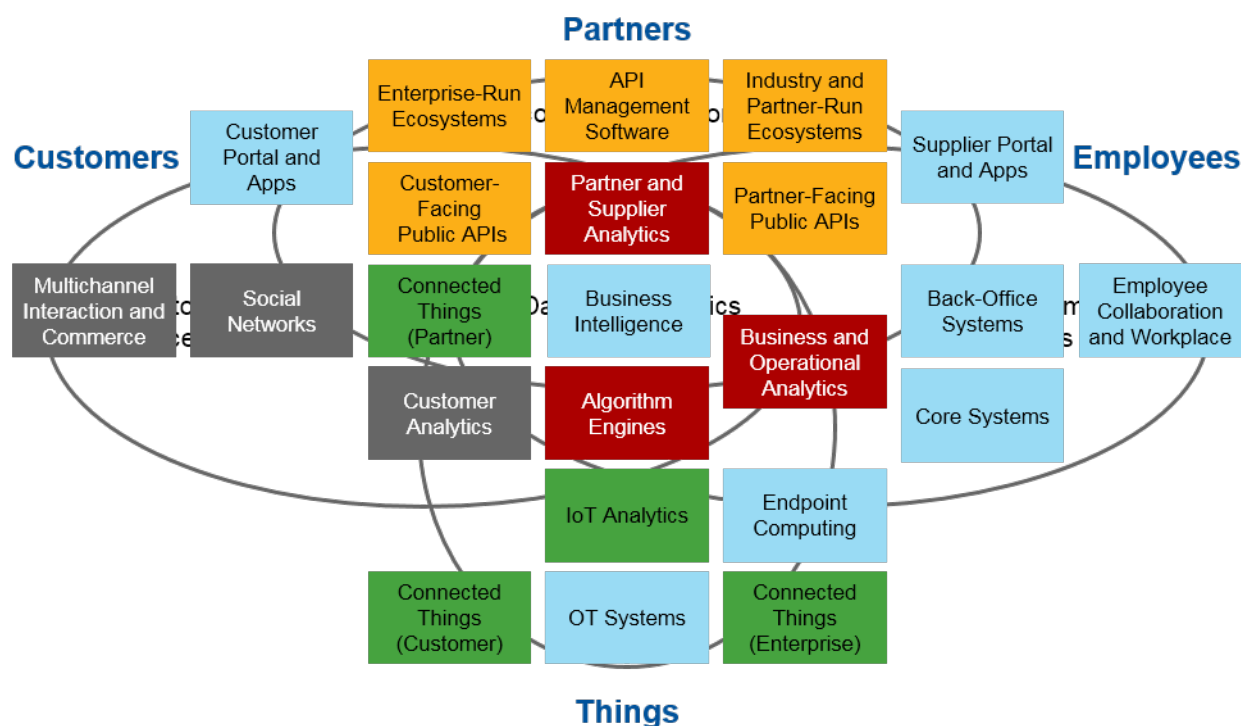 Partners
Enterprise-Run
Ecosystems
API
Management
Software
Industry and
Partner-Run
Ecosystems
Customers
Customer
Portal and
Apps
Supplier Portal
and Apps
Employees
Customer-
Facing
Public APIs
Partner and
Supplier
Analytics
Partner-Facing
Public APIs
Multichannel
Interaction and
Commerce
Social
Networks
Connected
Things
(Partner)
Business
Intelligence
Back-Office
Systems
Employee
Collaboration
and Workplace
Business and
Operational
Analytics
Customer
Analytics
Algorithm
Engines
Core Systems
IoT Analytics
Endpoint
Computing
Connected
Things
(Customer)
OT Systems
Connected
Things
(Enterprise)
Things